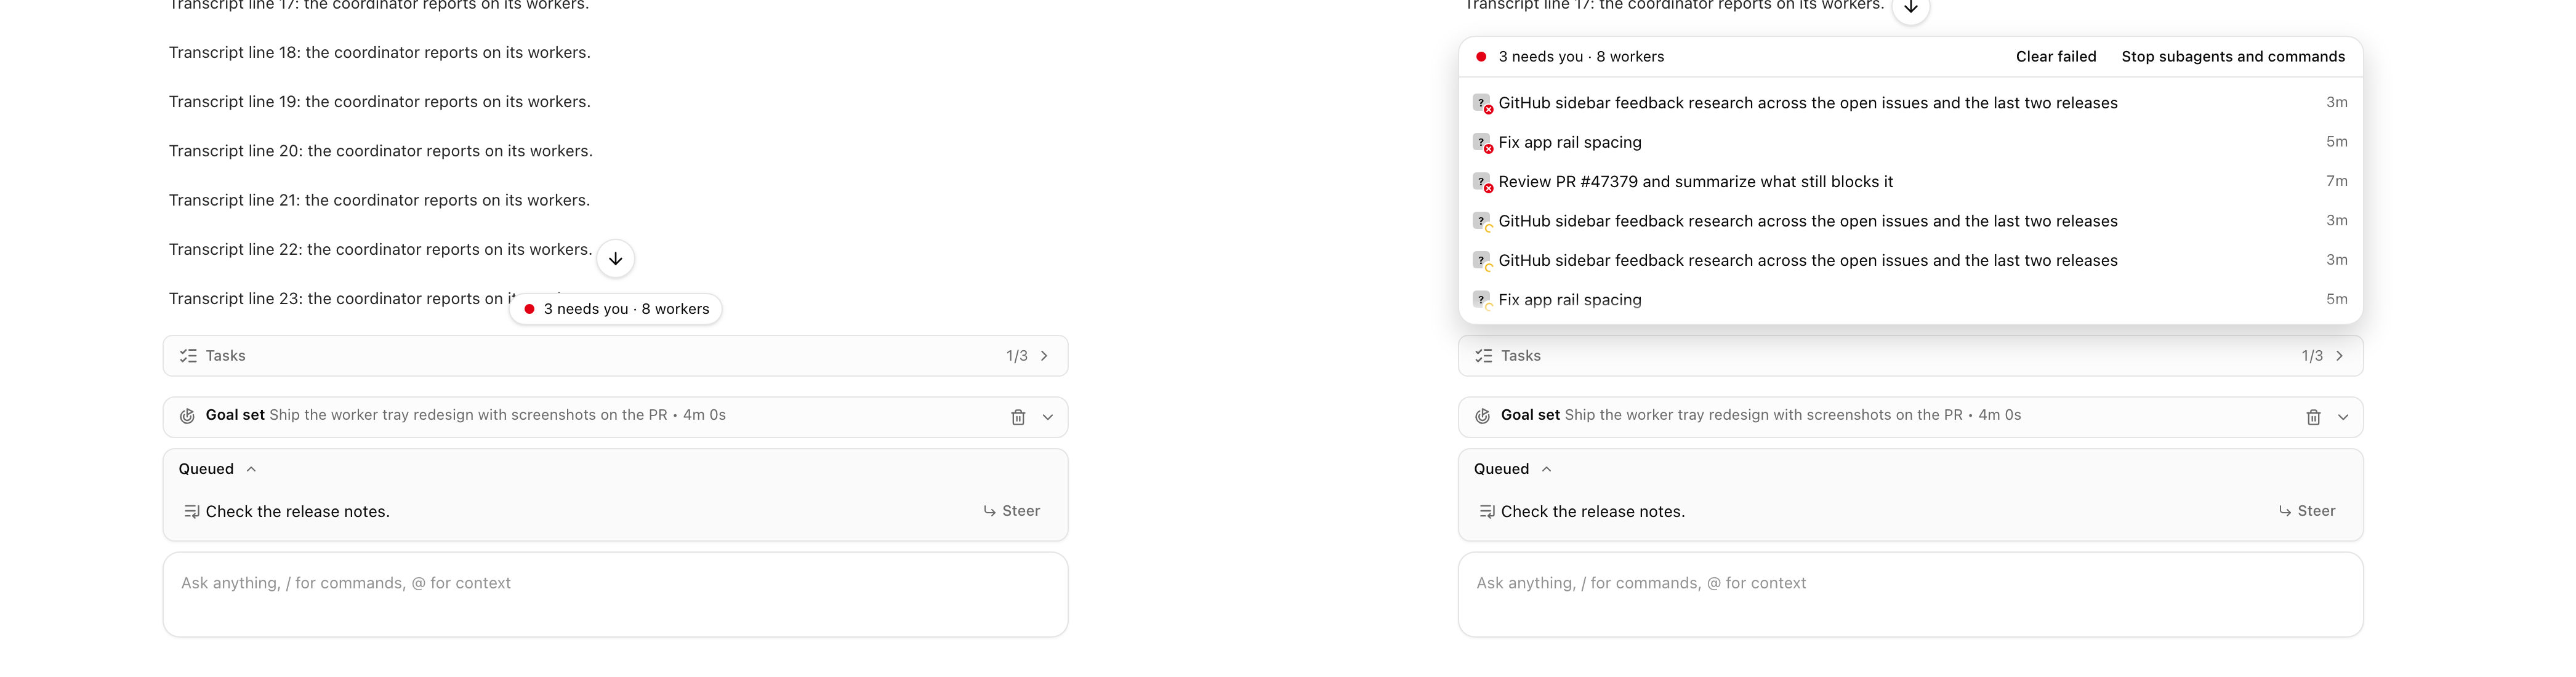 Transcript line 17: the coordinator reports on its workers.
Transcript line 18: the coordinator reports on its workers.
Transcript line 19: the coordinator reports on its workers.
Transcript line 20: the coordinator reports on its workers.
Transcript line 21: the coordinator reports on its workers.
Transcript line 22: the coordinator reports on its workers.
Transcript line 23: the coordinator reports on
3 needs you · 8 workers
Tasks 1/3
Goal set Ship the worker tray redesign with screenshots on the PR • 4m 0s
Queued
Check the release notes. Steer
Ask anything, / for commands, @ for context
Transcript line 17: the coordinator reports on its workers.
3 needs you · 8 workers Clear failed Stop subagents and commands
? GitHub sidebar feedback research across the open issues and the last two releases 3m
? Fix app rail spacing 5m
? Review PR #47379 and summarize what still blocks it 7m
? GitHub sidebar feedback research across the open issues and the last two releases 3m
? GitHub sidebar feedback research across the open issues and the last two releases 3m
? Fix app rail spacing 5m
Tasks 1/3
Goal set Ship the worker tray redesign with screenshots on the PR • 4m 0s
Queued
Check the release notes. Steer
Ask anything, / for commands, @ for context